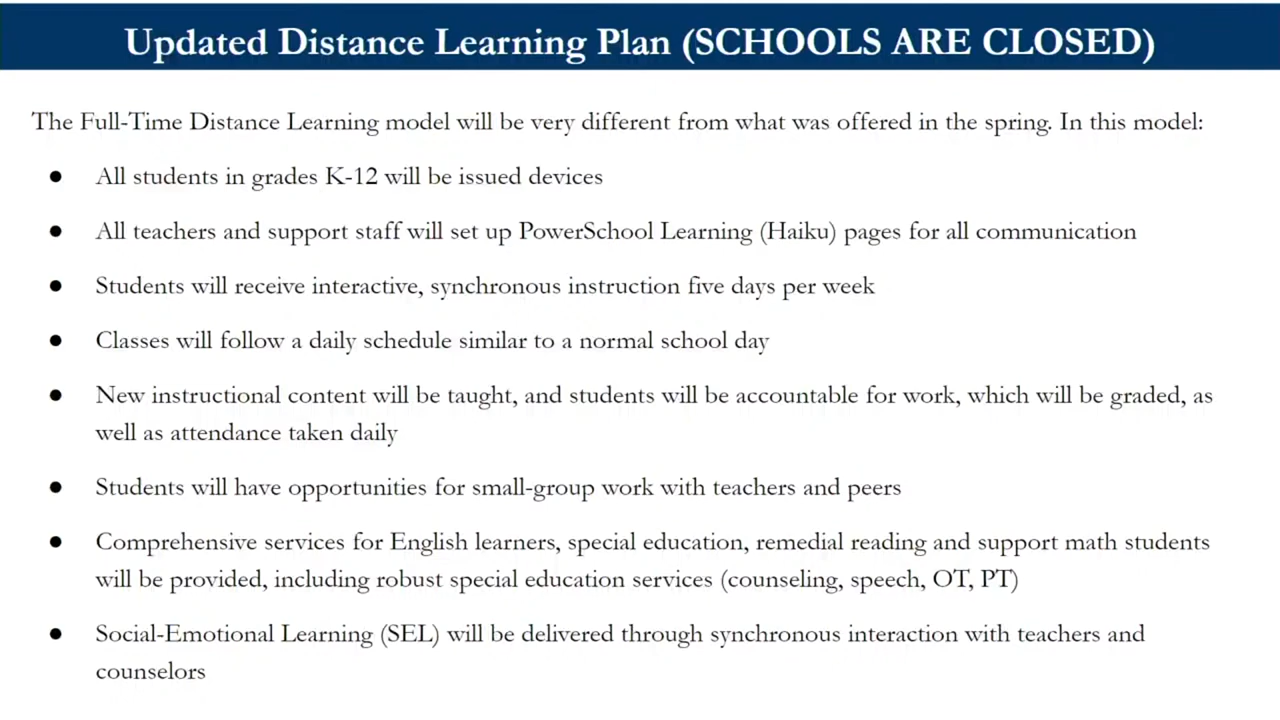 Updated Distance Learning Plan (SCHOOLS ARE CLOSED)
The Full-Time Distance Learning model will be very different from what was offered in the spring. In this model:
● All students in grades K-12 will be issued devices
● All teachers and support staff will set up PowerSchool Learning (Haiku) pages for all communication
● Students will receive interactive, synchronous instruction five days per week
● Classes will follow a daily schedule similar to a normal school day
● New instructional content will be taught, and students will be accountable for work, which will be graded, as
well as attendance taken daily
● Students will have opportunities for small-group work with teachers and peers
● Comprehensive services for English learners, special education, remedial reading and support math students
will be provided, including robust special education services (counseling, speech, OT, PT)
● Social-Emotional Learning (SEL) will be delivered through synchronous interaction with teachers and
counselors